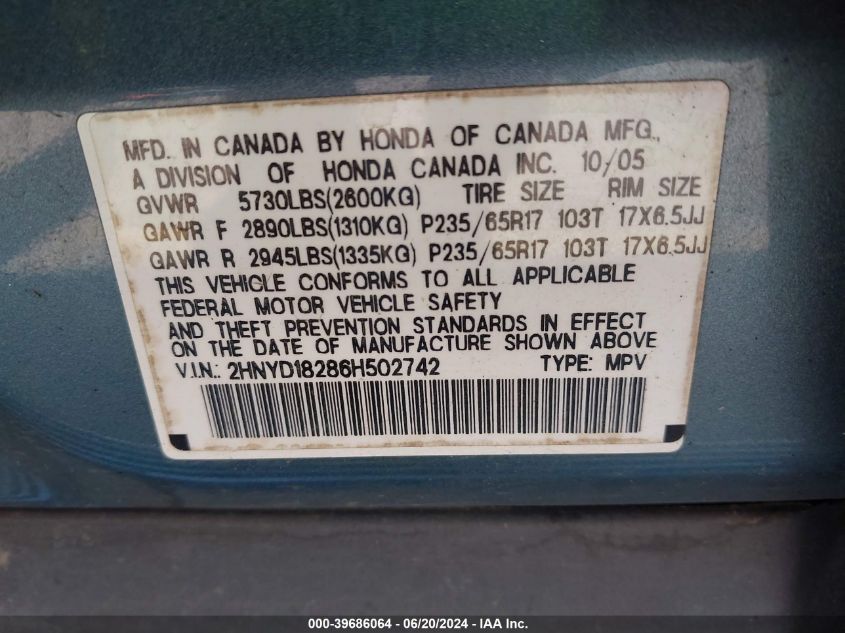 MFD. IN CANADA BY HONDA OF CANADA MFG.,
A DIVISION OF HONDA CANADA INC. 10/05
GVWR 5730LBS(2600KG) TIRE SIZE RIM SIZE
GAWR F 2890LBS(1310KG) P235/65R17 103T 17X6.5JJ
GAWR R 2945LBS(1335KG) P235/65R17 103T 17X6.5JJ
THIS VEHICLE CONFORMS TO ALL APPLICABLE
FEDERAL MOTOR VEHICLE SAFETY
AND THEFT PREVENTION STANDARDS IN EFFECT
ON THE DATE OF MANUFACTURE SHOWN ABOVE
V.I.N.: 2HNYD18286H502742 TYPE: MPV
000-39686064 - 06/20/2024 - IAA Inc.